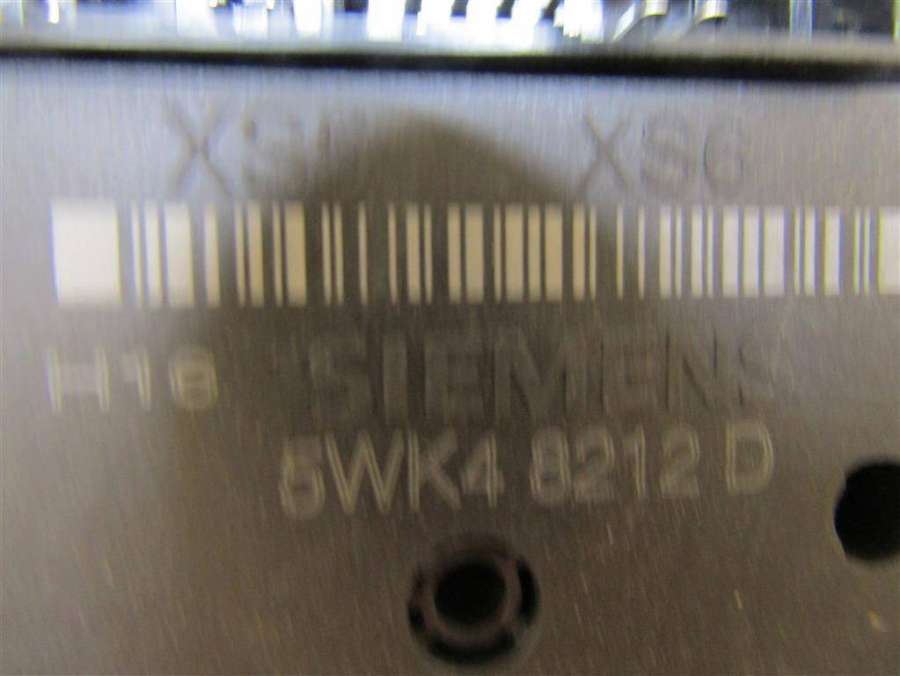 XS6
H16
SIEMENS
5WK4 8212 D